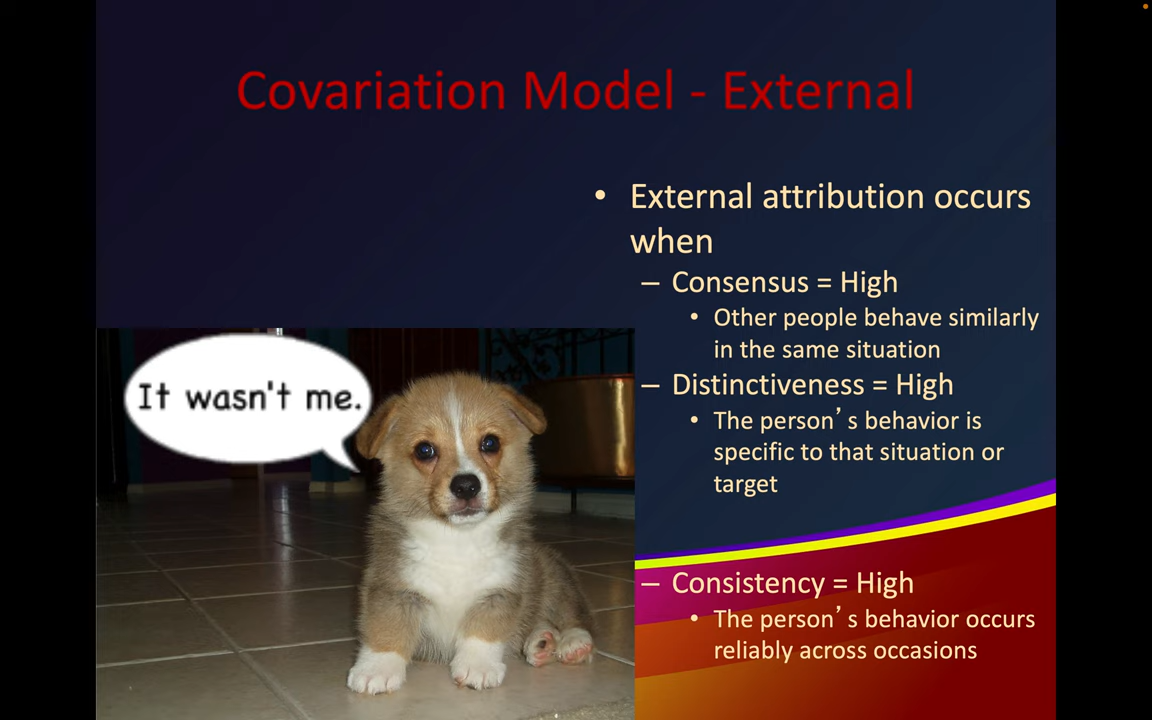 Covariation Model - External
• External attribution occurs
when
– Consensus = High
• Other people behave similarly
in the same situation
– Distinctiveness = High
• The person’s behavior is
specific to that situation or
target
– Consistency = High
• The person’s behavior occurs
reliably across occasions
It wasn't me.